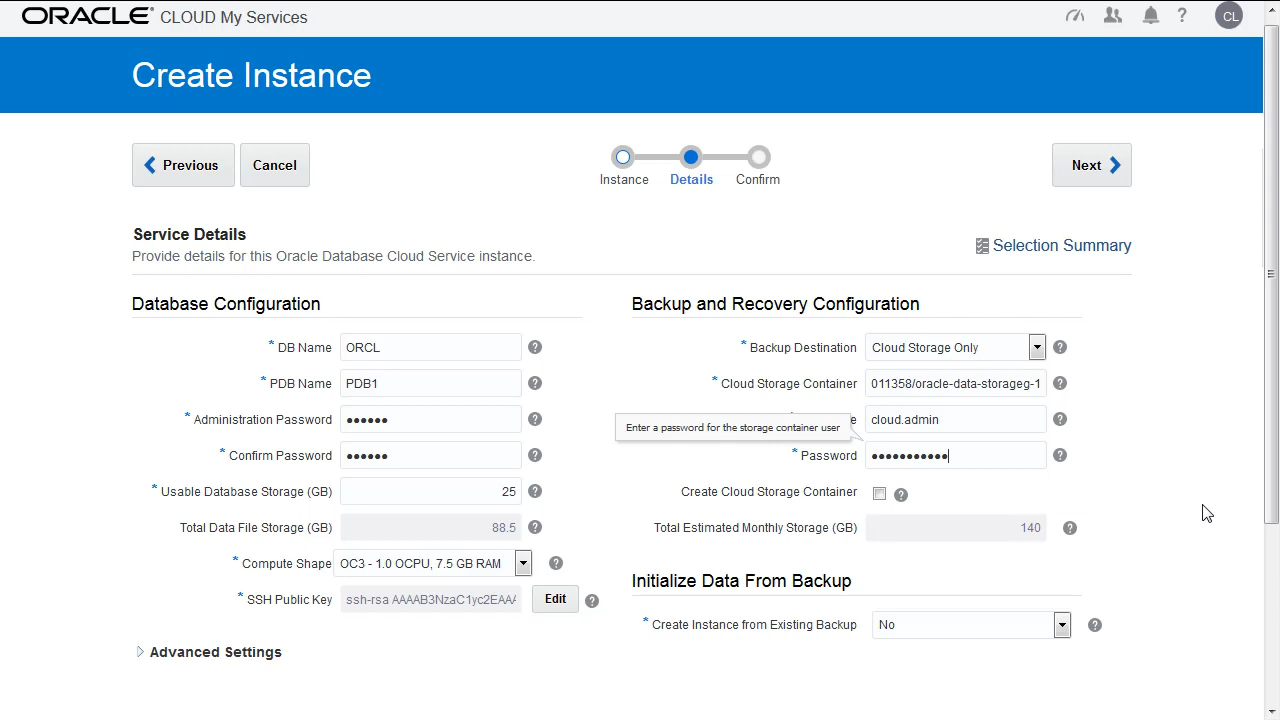 ORACLE CLOUD My Services
CL
Create Instance
Previous
Cancel
Instance
Details
Confirm
Next
Service Details
Provide details for this Oracle Database Cloud Service instance.
Selection Summary
Database Configuration
* DB Name ORCL
* PDB Name PDB1
* Administration Password ••••••
* Confirm Password ••••••
* Usable Database Storage (GB) 25
Total Data File Storage (GB) 88.5
* Compute Shape OC3 - 1.0 OCPU, 7.5 GB RAM
* SSH Public Key ssh-rsa AAAAB3NzaC1yc2EAAA Edit
Advanced Settings
Backup and Recovery Configuration
* Backup Destination Cloud Storage Only
* Cloud Storage Container 011358/oracle-data-storageg-1
cloud.admin
Enter a password for the storage container user
* Password •••••••••••
Create Cloud Storage Container
Total Estimated Monthly Storage (GB) 140
Initialize Data From Backup
* Create Instance from Existing Backup No